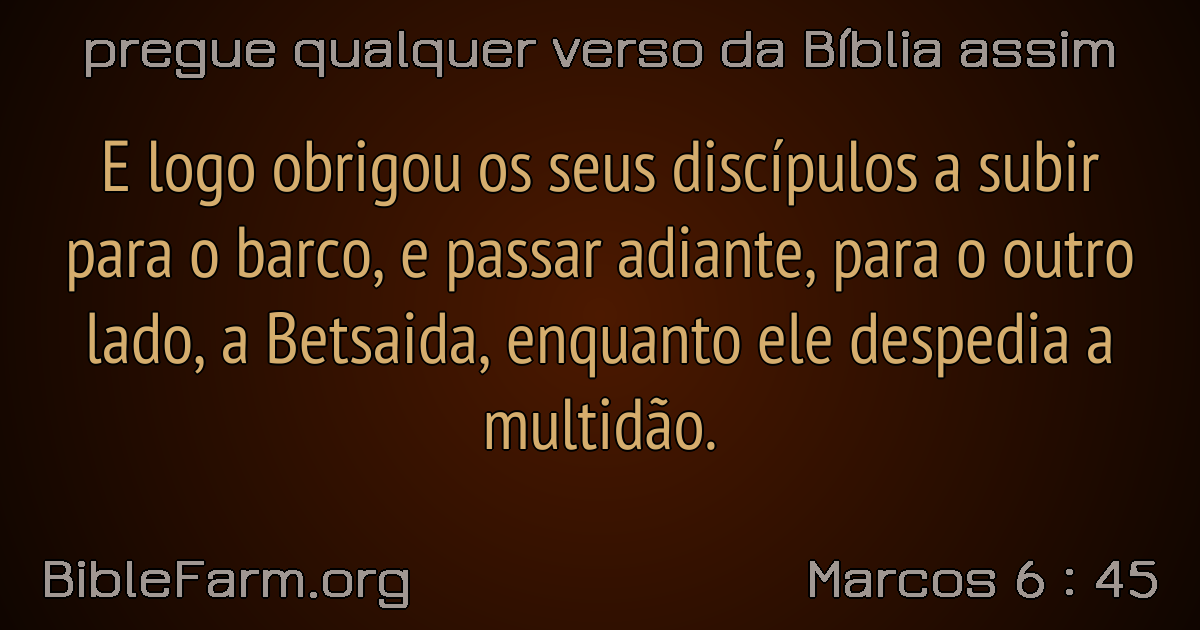 pregue qualquer verso da Bíblia assim
E logo obrigou os seus discípulos a subir
para o barco, e passar adiante, para o outro
lado, a Betsaida, enquanto ele despedia a
multidão.
BibleFarm.org
Marcos 6 : 45